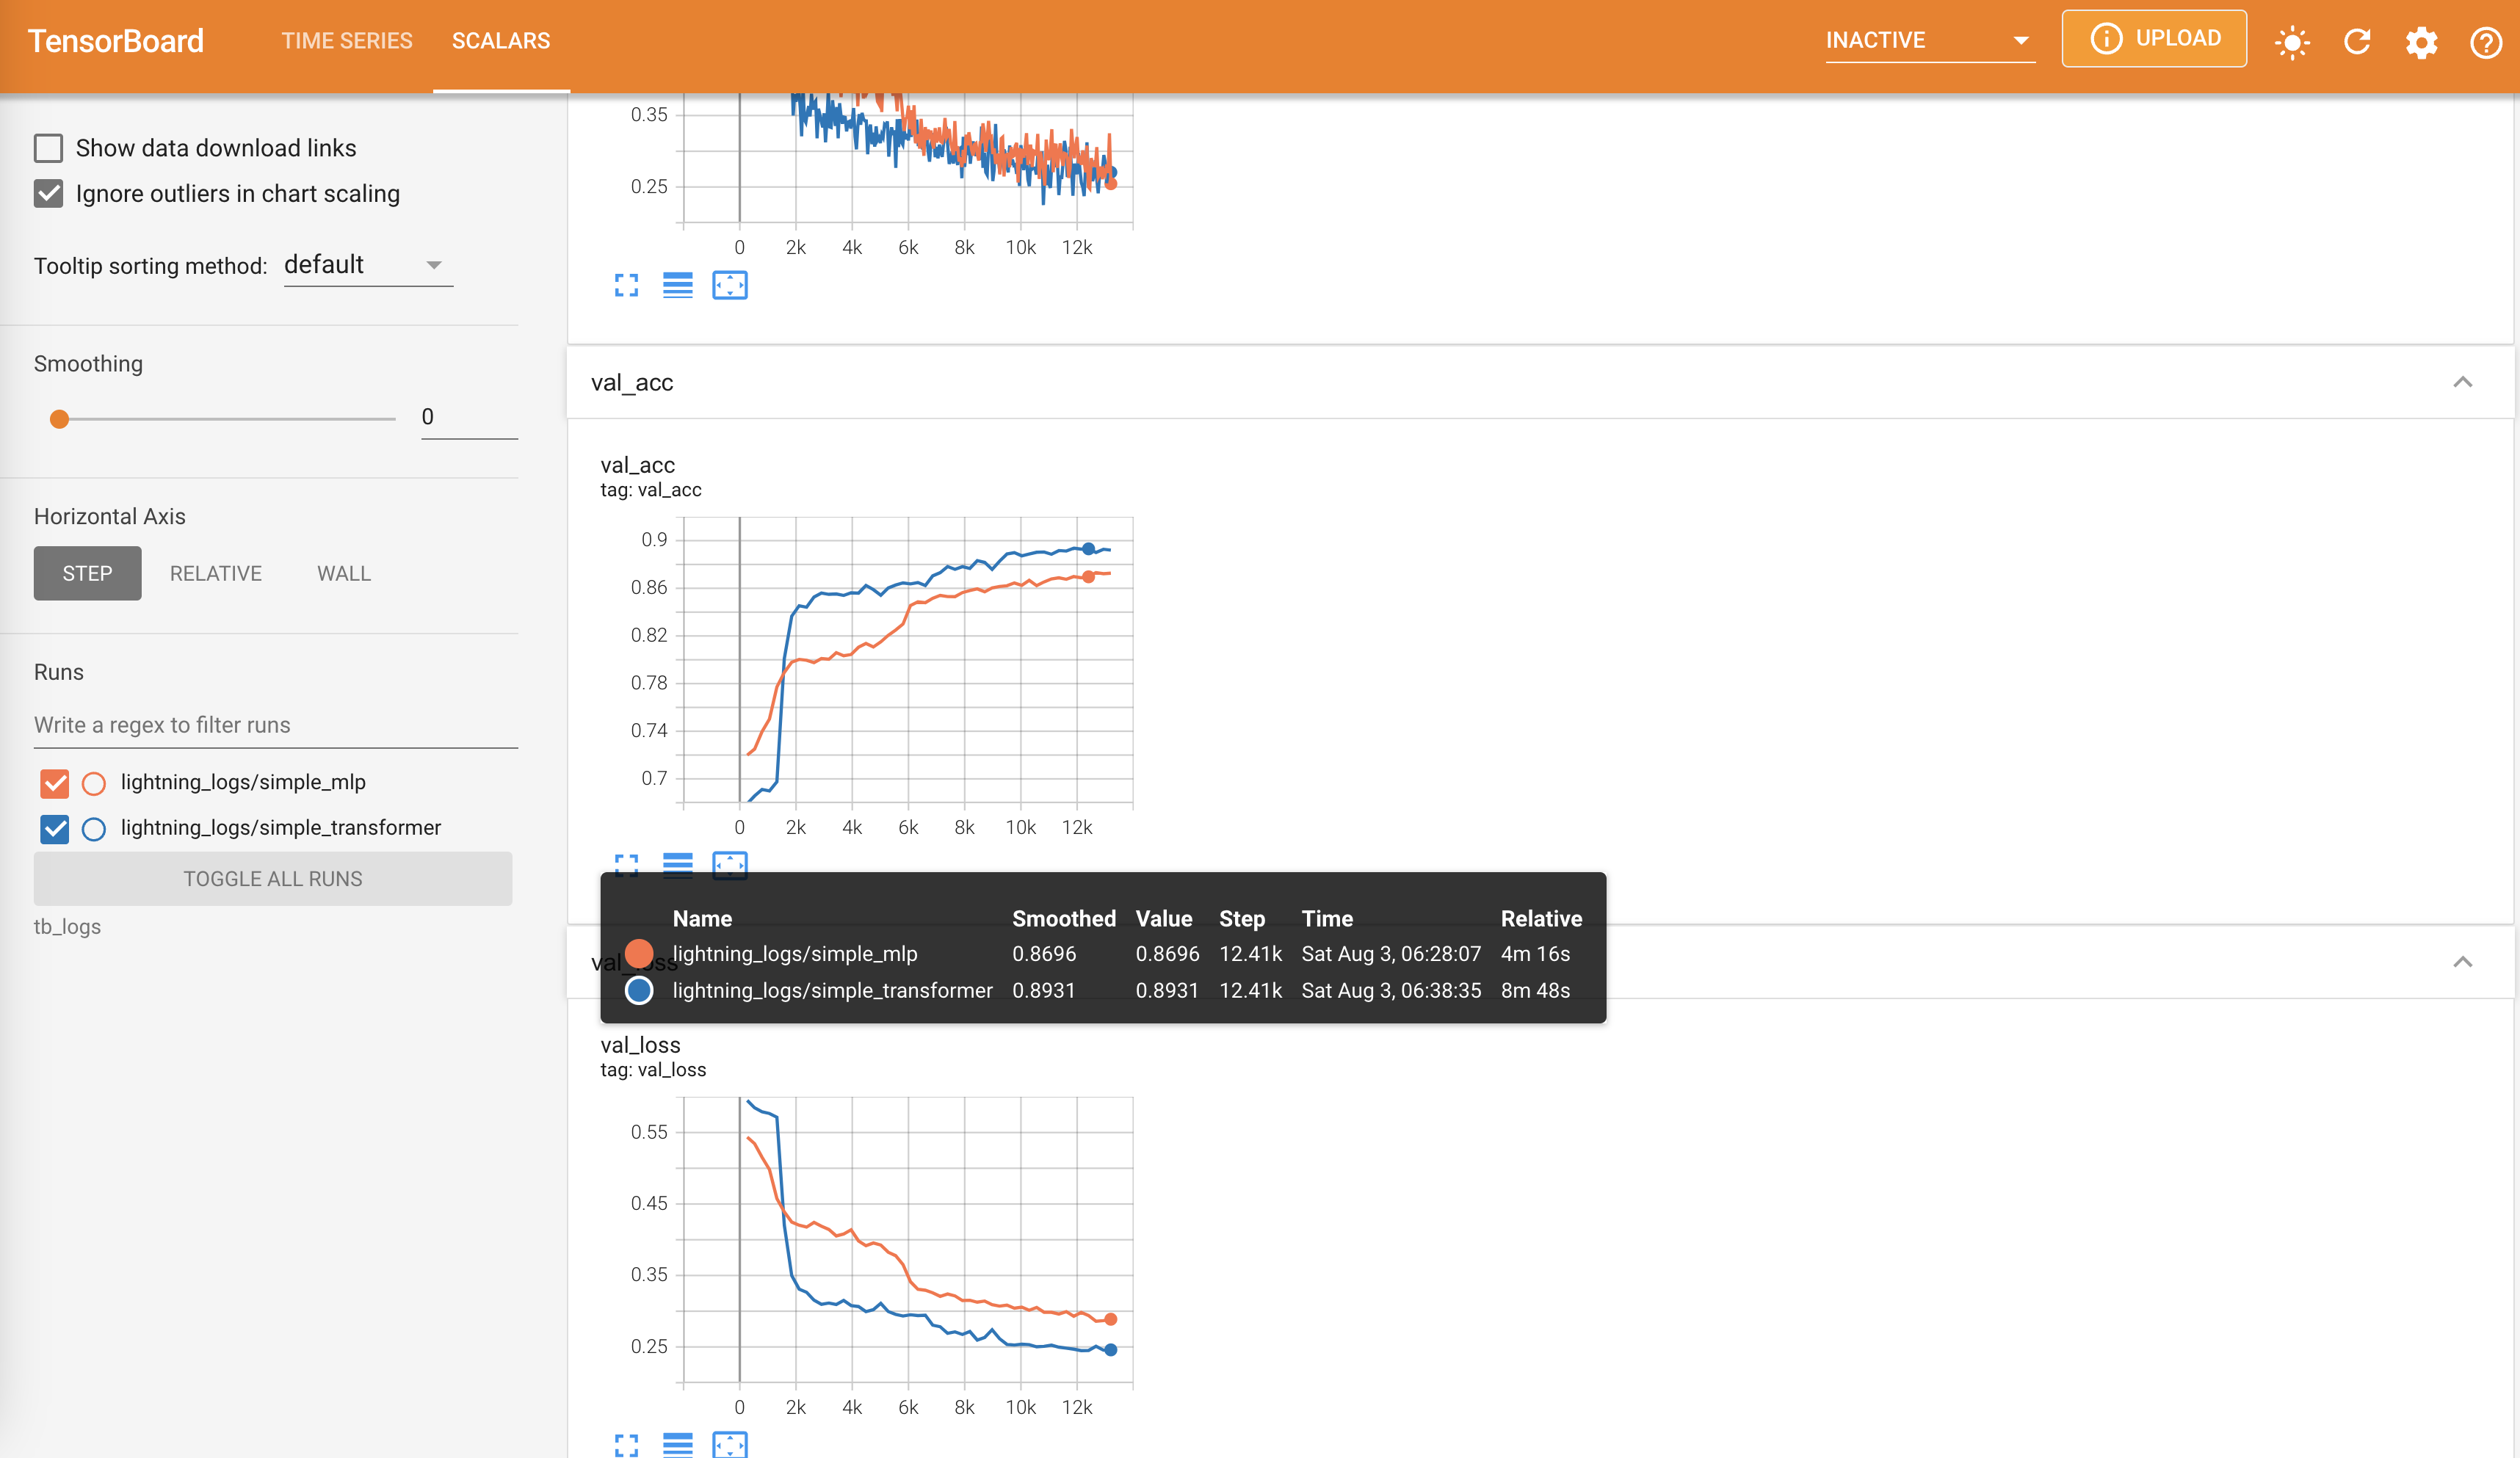 TensorBoard
TIME SERIES
SCALARS
INACTIVE
UPLOAD
Show data download links
Ignore outliers in chart scaling
Tooltip sorting method: default
Smoothing
0
Horizontal Axis
STEP
RELATIVE
WALL
Runs
Write a regex to filter runs
lightning_logs/simple_mlp
lightning_logs/simple_transformer
TOGGLE ALL RUNS
tb_logs
0.35
0.25
0 2k 4k 6k 8k 10k 12k
val_acc
val_acc
tag: val_acc
0.9
0.86
0.82
0.78
0.74
0.7
0 2k 4k 6k 8k 10k 12k
Name Smoothed Value Step Time Relative
lightning_logs/simple_mlp 0.8696 0.8696 12.41k Sat Aug 3, 06:28:07 4m 16s
lightning_logs/simple_transformer 0.8931 0.8931 12.41k Sat Aug 3, 06:38:35 8m 48s
val_loss
val_loss
tag: val_loss
0.55
0.45
0.35
0.25
0 2k 4k 6k 8k 10k 12k